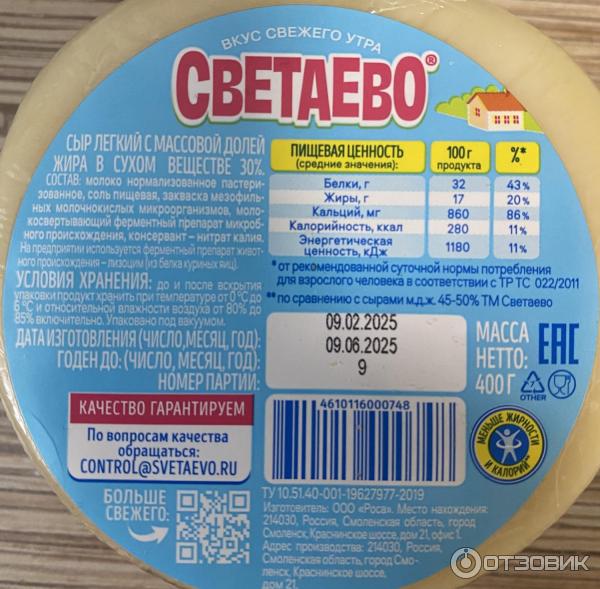 ВКУС СВЕЖЕГО УТРА
СВЕТАЕВО®
СЫР ЛЕГКИЙ С МАССОВОЙ ДОЛЕЙ
ЖИРА В СУХОМ ВЕЩЕСТВЕ 30%.
СОСТАВ: молоко нормализованное пастери-
зованное, соль пищевая, закваска мезофиль-
ных молочнокислых микроорганизмов, моло-
косвертывающий ферментный препарат микроб-
ного происхождения, консервант – нитрат калия.
На предприятии используется ферментный препарат живот-
ного происхождения – лизоцим (из белка куриных яиц).
УСЛОВИЯ ХРАНЕНИЯ: до и после вскрытия
упаковки продукт хранить при температуре от 0 °С до
6 °С и относительной влажности воздуха от 80% до
85% включительно. Упаковано под вакуумом.
ДАТА ИЗГОТОВЛЕНИЯ (ЧИСЛО, МЕСЯЦ, ГОД):
ГОДЕН ДО: (ЧИСЛО, МЕСЯЦ, ГОД):
НОМЕР ПАРТИИ:
09.02.2025
09.06.2025
9
ПИЩЕВАЯ ЦЕННОСТЬ (средние значения): 100 г продукта %*
Белки, г 32 43%
Жиры, г 17 20%
Кальций, мг 860 86%
Калорийность, ккал 280 11%
Энергетическая ценность, кДж 1180 11%
* от рекомендованной суточной нормы потребления
для взрослого человека в соответствии с ТР ТС 022/2011
** по сравнению с сырами м.д.ж. 45-50% ТМ Светаево
МАССА
НЕТТО:
400 Г
EAC
OTHER
КАЧЕСТВО ГАРАНТИРУЕМ
По вопросам качества
обращаться:
CONTROL@SVETAEVO.RU
4610116000748
МЕНЬШЕ ЖИРНОСТИ
И КАЛОРИЙ**
БОЛЬШЕ
СВЕЖЕГО:
ТУ 10.51.40-001-19627977-2019
Изготовитель: ООО «Роса». Место нахождения:
214030, Россия, Смоленская область, город
Смоленск, Краснинское шоссе, дом 21, офис 1.
Адрес производства: 214030, Россия,
Смоленская область, город Смо-
ленск, Краснинское шоссе,
дом 21.
ОТЗОВИК